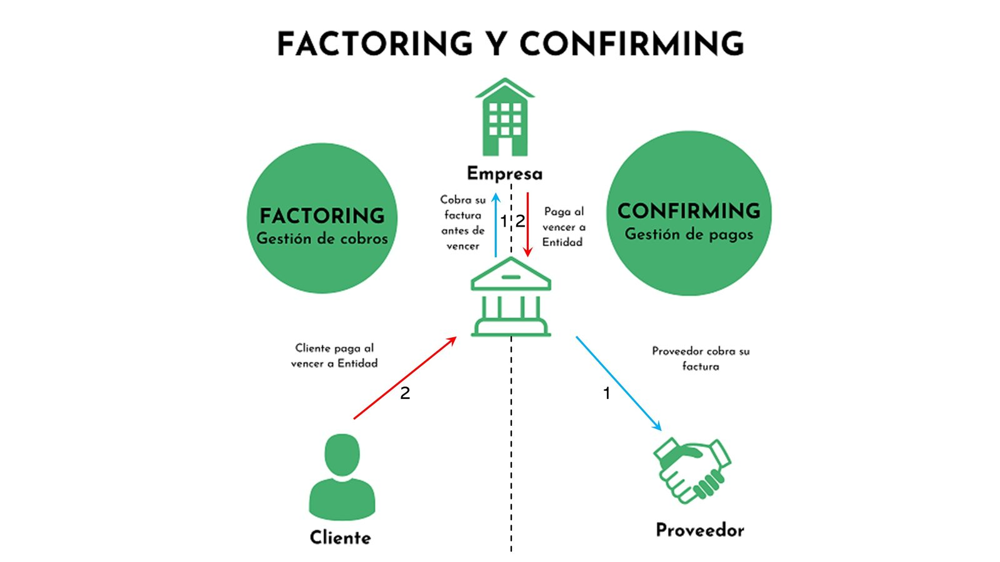 FACTORING Y CONFIRMING
Empresa
FACTORING
Gestión de cobros
Cobra su
factura
antes de
vencer
1
2
Paga al
vencer a
Entidad
CONFIRMING
Gestión de pagos
Cliente paga al
vencer a Entidad
2
1
Proveedor cobra su
factura
Cliente
Proveedor